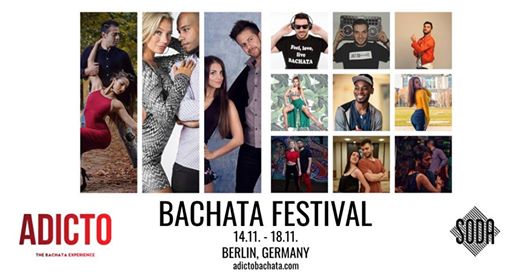 Feel, love,
live
BACHATA
ADICTO
THE BACHATA EXPERIENCE
BACHATA FESTIVAL
14.11. - 18.11.
BERLIN, GERMANY
adictobachata.com
SODA